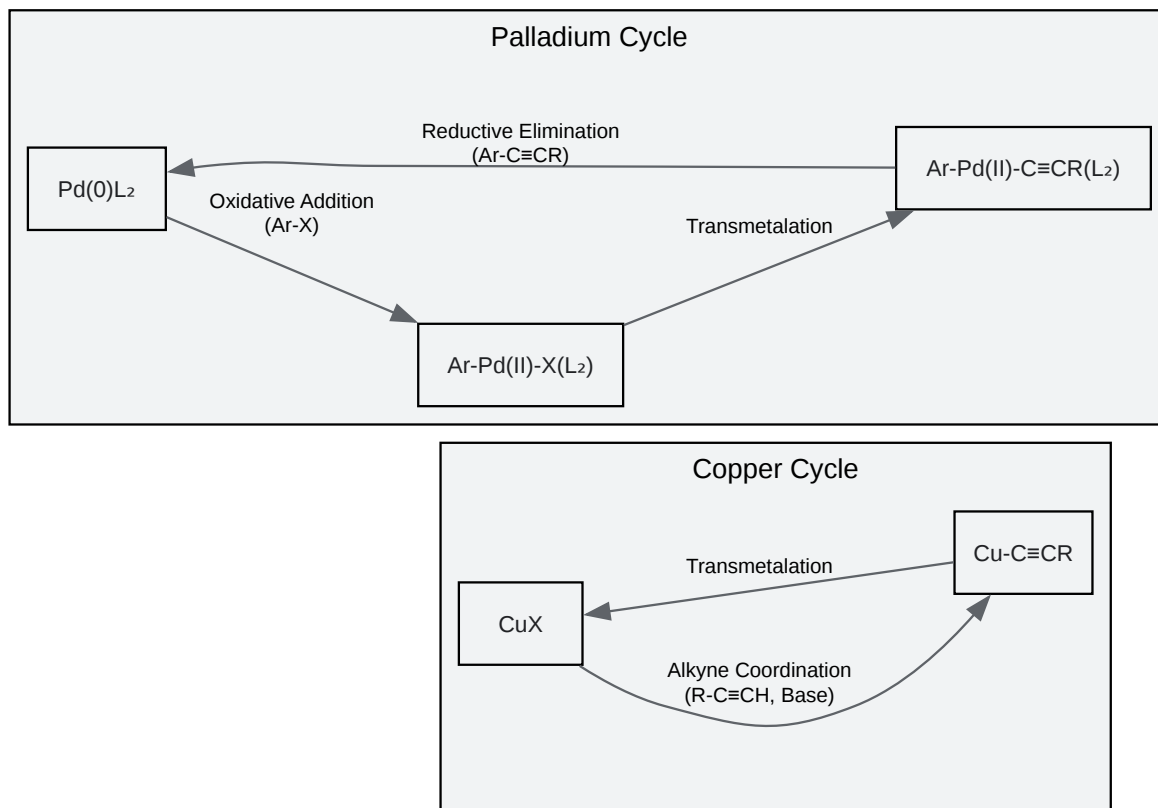 Palladium Cycle
Reductive Elimination
(Ar-C≡CR)
Ar-Pd(II)-C≡CR(L₂)
Pd(0)L₂
Oxidative Addition
(Ar-X)
Transmetalation
Ar-Pd(II)-X(L₂)
Copper Cycle
Cu-C≡CR
Transmetalation
CuX
Alkyne Coordination
(R-C≡CH, Base)